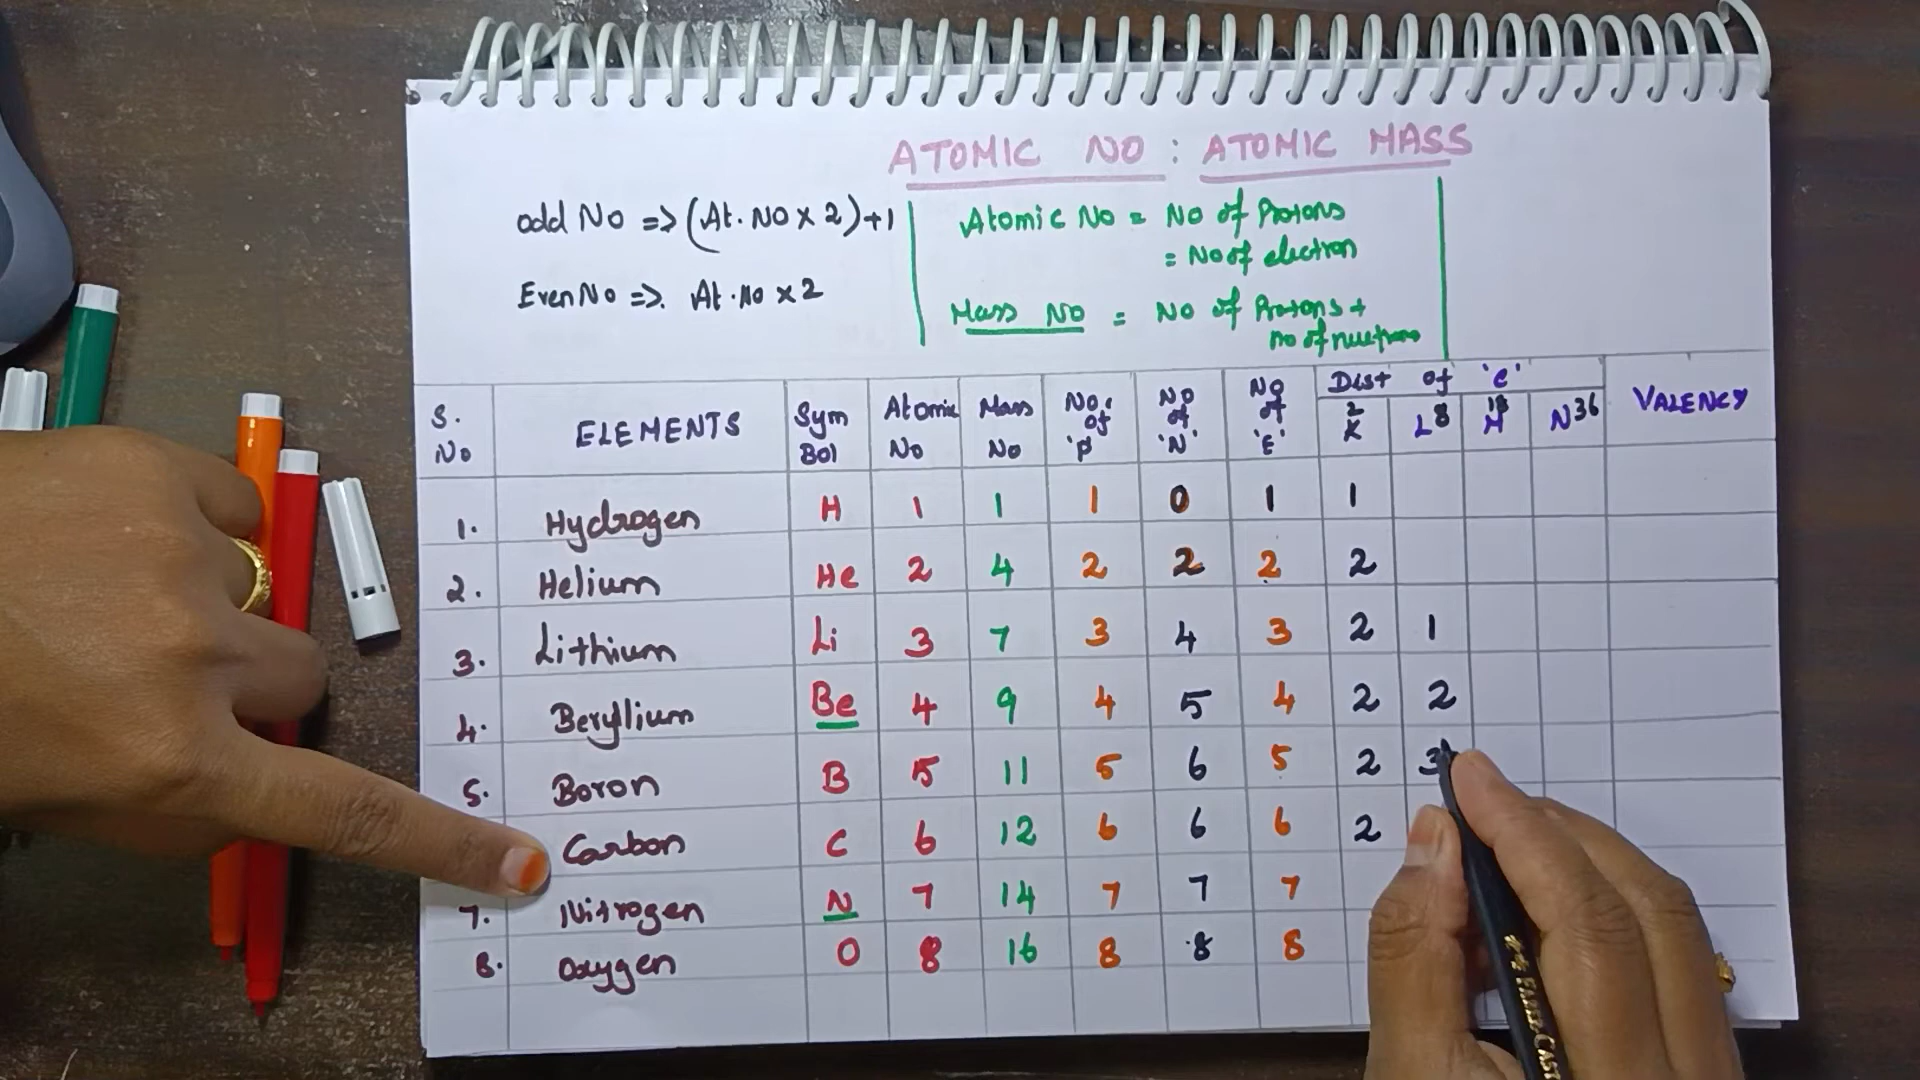 ATOMIC NO : ATOMIC MASS
odd No => (At. No x 2)+1
Even No =>. At. No x 2
Atomic No = No of Protons
= No of electron
Mass No = No of Protons +
no of neutrons
S. No ELEMENTS Sym Bol Atomic No Mass No No. of 'P' No of 'N' No of 'E' Dist of 'e' VALENCY
2 K L 8 18 M N 36
1. Hydrogen H 1 1 1 0 1 1
2. Helium He 2 4 2 2 2 2
3. Lithium Li 3 7 3 4 3 2 1
4. Beryllium Be 4 9 4 5 4 2 2
5. Boron B 5 11 5 6 5 2 3
Carbon C 6 12 6 6 6 2
7. Nitrogen N 7 14 7 7 7
8. Oxygen O 8 16 8 8 8
FABER CAST